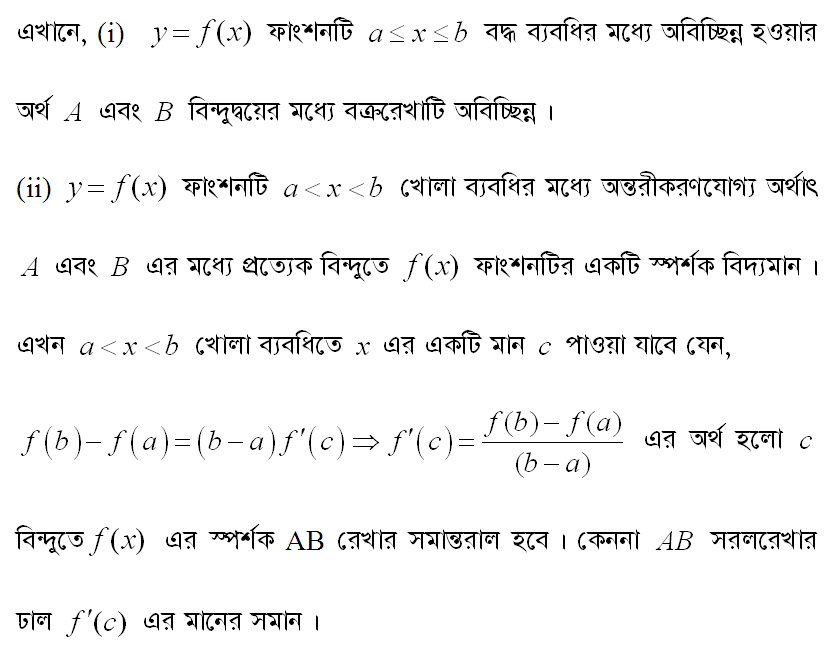 এখানে, (i) y = f(x) ফাংশনটি a ≤ x ≤ b বদ্ধ ব্যবধির মধ্যে অবিচ্ছিন্ন হওয়ার
অর্থ A এবং B বিন্দুদ্বয়ের মধ্যে বক্ররেখাটি অবিচ্ছিন্ন ।
(ii) y = f(x) ফাংশনটি a < x < b খোলা ব্যবধির মধ্যে অন্তরীকরণযোগ্য অর্থাৎ
A এবং B এর মধ্যে প্রত্যেক বিন্দুতে f(x) ফাংশনটির একটি স্পর্শক বিদ্যমান ।
এখন a < x < b খোলা ব্যবধিতে x এর একটি মান c পাওয়া যাবে যেন,
f(b) − f(a) = (b − a) f′(c) ⇒ f′(c) = \frac{f(b) − f(a)}{(b − a)} এর অর্থ হলো c
বিন্দুতে f(x) এর স্পর্শক AB রেখার সমান্তরাল হবে । কেননা AB সরলরেখার
ঢাল f′(c) এর মানের সমান ।